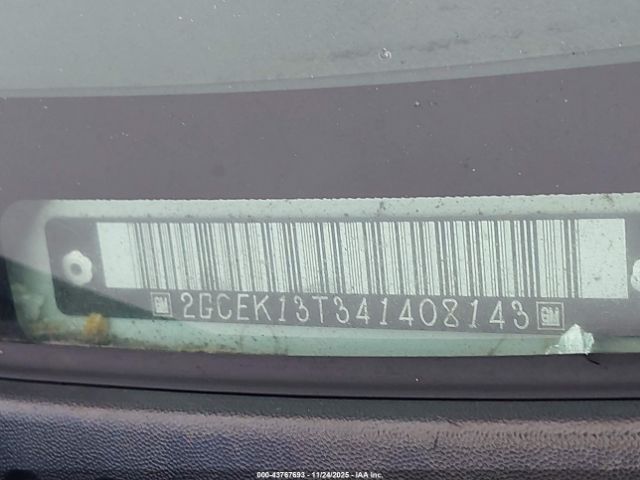 GM 2GCEK13T341408143 GM
000-43767693 - 11/24/2025 - IAA Inc.